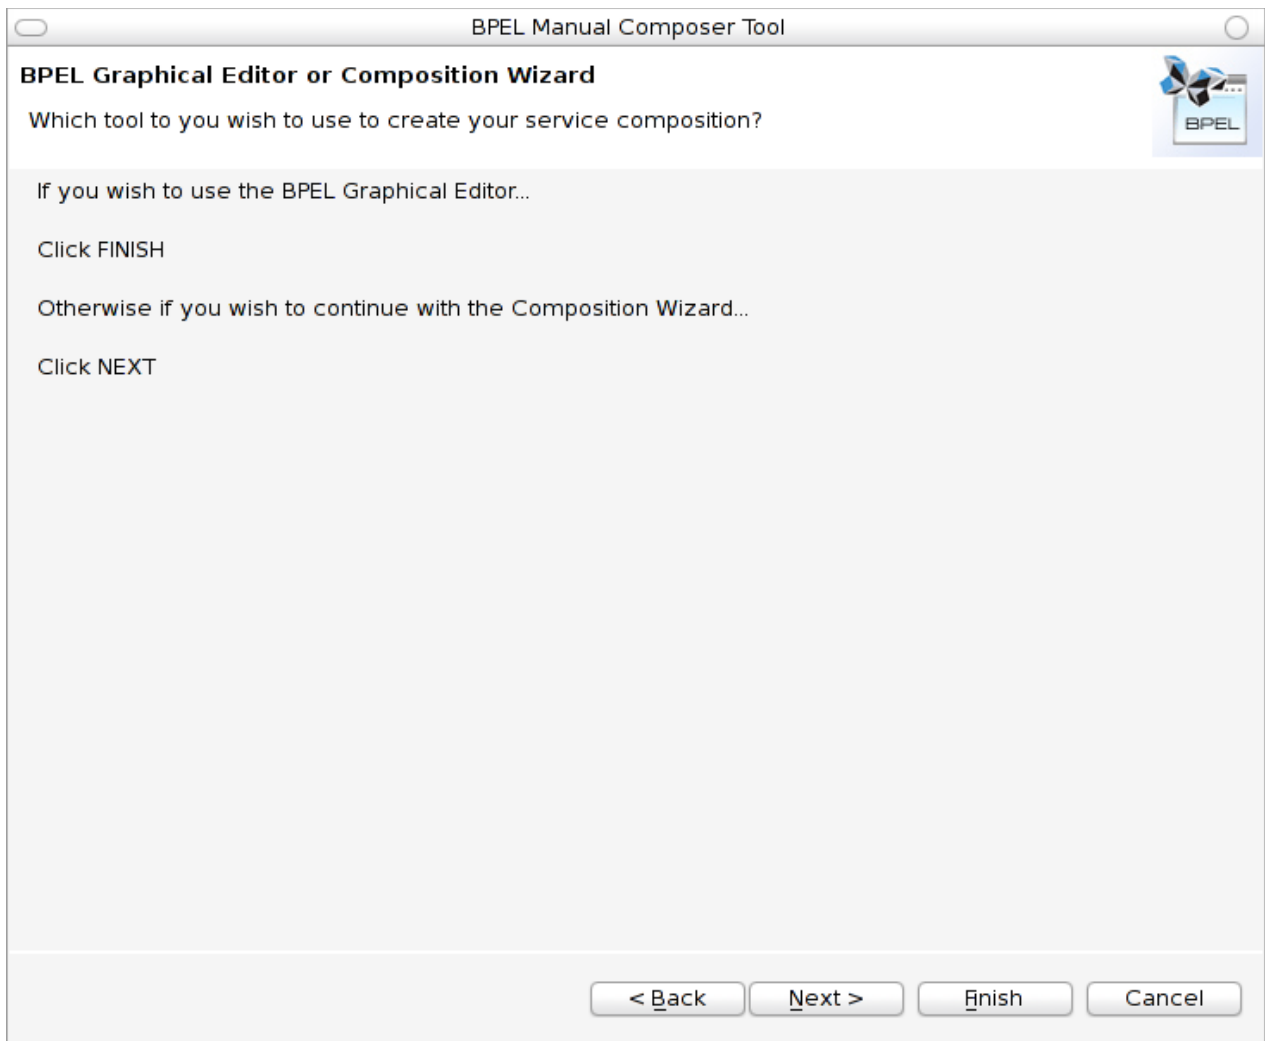 BPEL Manual Composer Tool
BPEL Graphical Editor or Composition Wizard
Which tool to you wish to use to create your service composition?
BPEL
If you wish to use the BPEL Graphical Editor...
Click FINISH
Otherwise if you wish to continue with the Composition Wizard...
Click NEXT
< Back Next > Finish Cancel